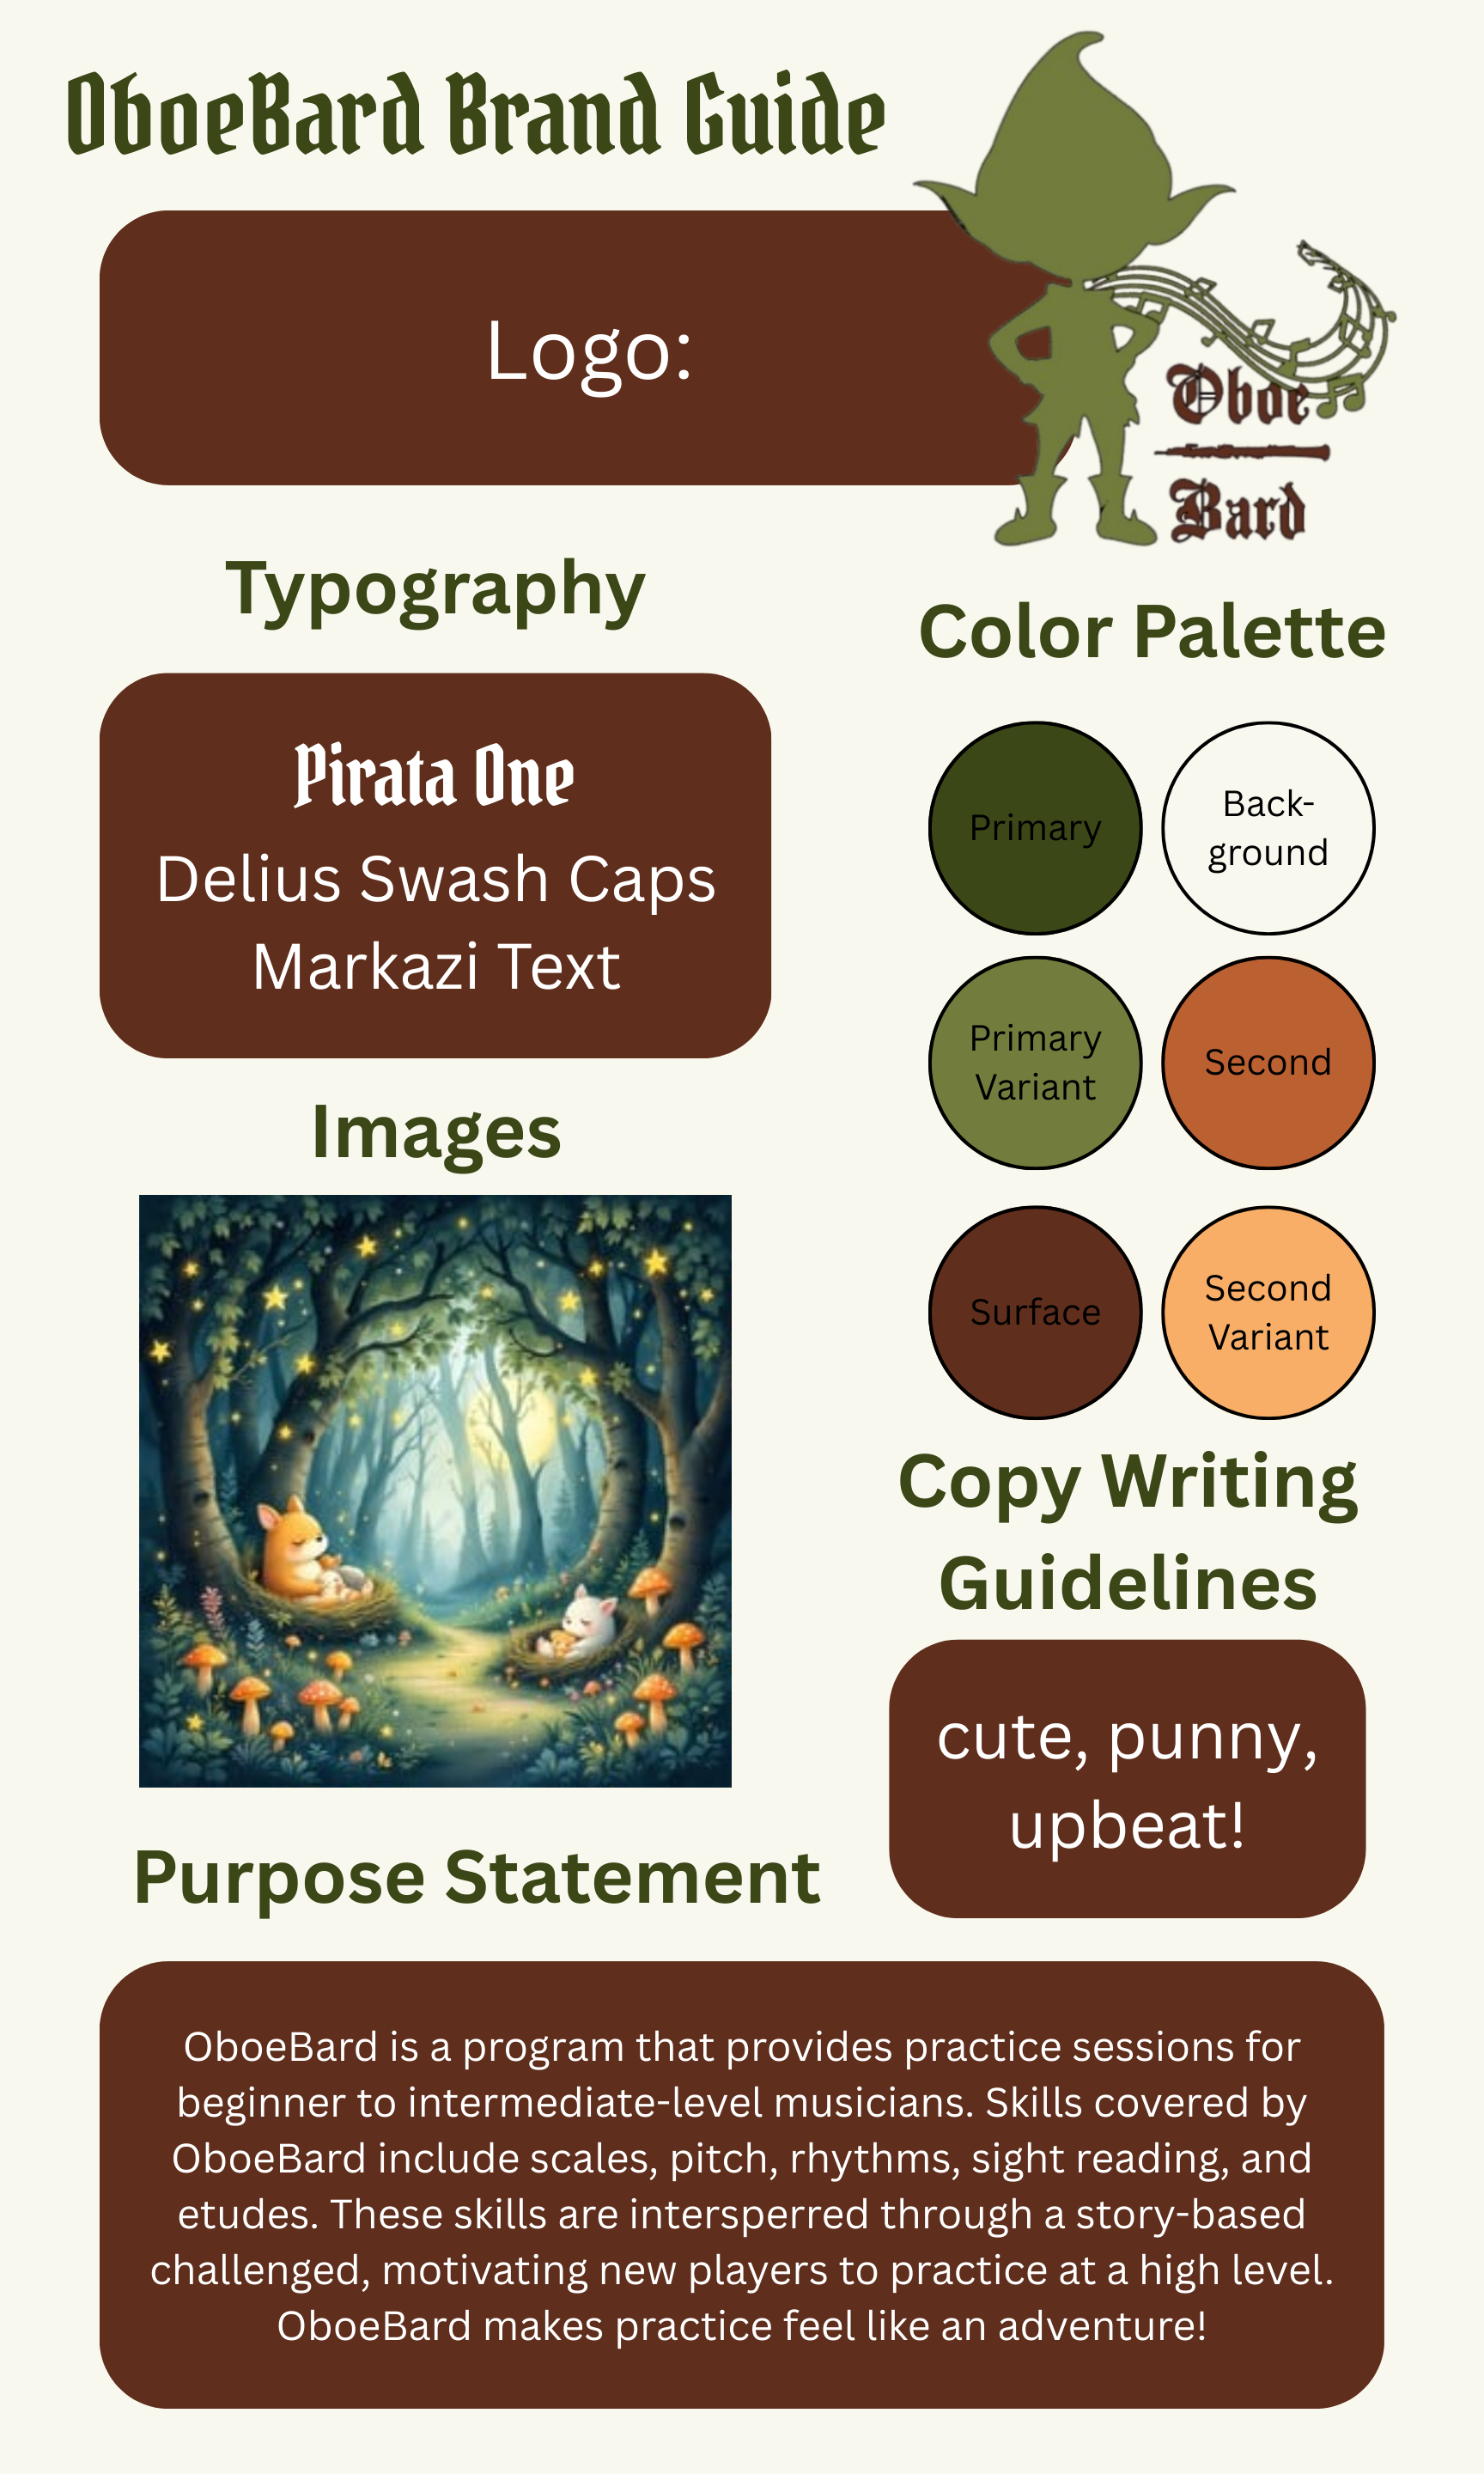 OboeBard Brand Guide
Logo:
Oboe
Bard
Typography
Pirata One
Delius Swash Caps
Markazi Text
Color Palette
Primary
Back-
ground
Primary
Variant
Second
Surface
Second
Variant
Images
Copy Writing
Guidelines
cute, punny,
upbeat!
Purpose Statement
OboeBard is a program that provides practice sessions for
beginner to intermediate-level musicians. Skills covered by
OboeBard include scales, pitch, rhythms, sight reading, and
etudes. These skills are intersperred through a story-based
challenged, motivating new players to practice at a high level.
OboeBard makes practice feel like an adventure!